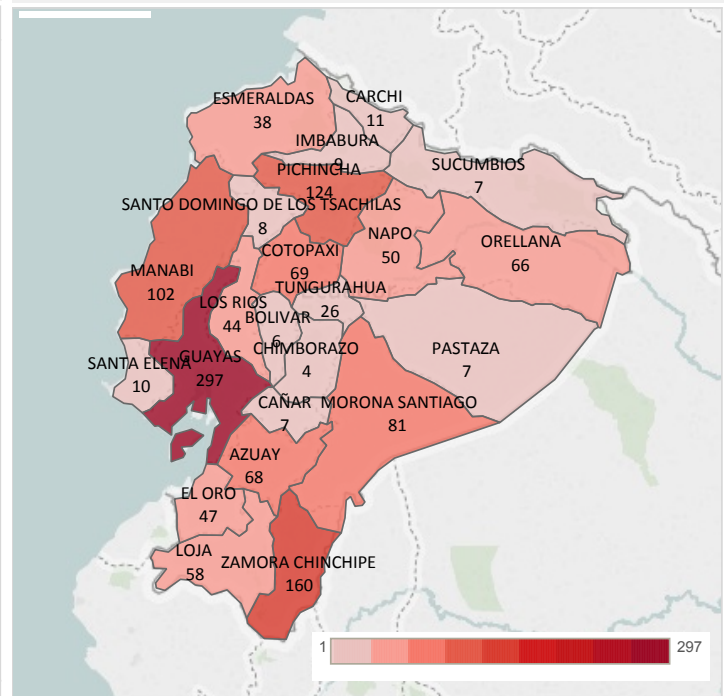 ESMERALDAS
38
CARCHI
11
IMBABURA
9
SUCUMBIOS
7
PICHINCHA
124
SANTO DOMINGO DE LOS TSACHILAS
8
NAPO
50
ORELLANA
66
COTOPAXI
69
MANABI
102
TUNGURAHUA
26
LOS RIOS
44
BOLIVAR
6
CHIMBORAZO
4
PASTAZA
7
SANTA ELENA
10
GUAYAS
297
CAÑAR
7
MORONA SANTIAGO
81
AZUAY
68
EL ORO
47
LOJA
58
ZAMORA CHINCHIPE
160
1
297